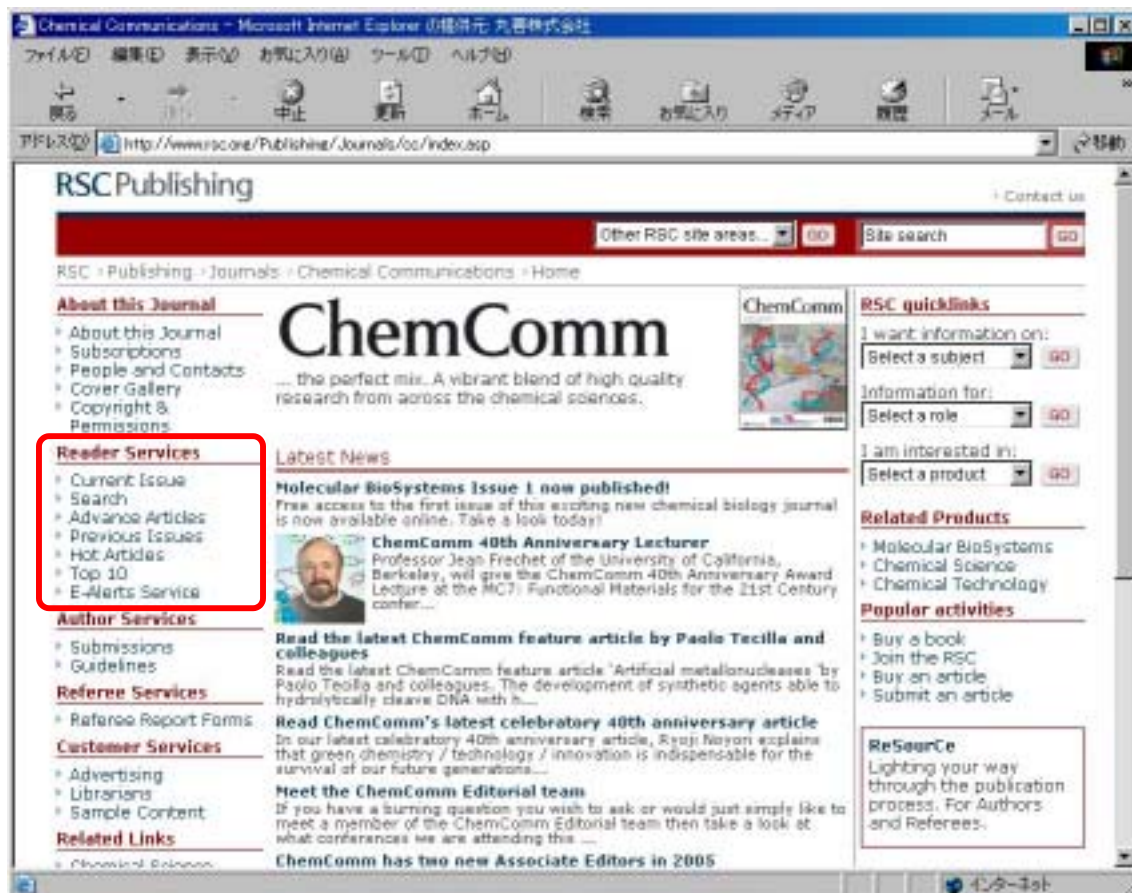 Chemical Communications - Microsoft Internet Explorer の提供元 丸善株式会社
ファイル(F) 編集(E) 表示(V) お気に入り(A) ツール(T) ヘルプ(H)
戻る 進む 中止 更新 ホーム 検索 お気に入り メディア 履歴 メール »
アドレス(D) http://www.rsc.org/Publishing/Journals/cc/index.asp 移動
RSC Publishing
Contact us
Other RSC site areas... GO Site search GO
RSC › Publishing › Journals › Chemical Communications › Home
About this Journal
About this Journal
Subscriptions
People and Contacts
Cover Gallery
Copyright &
Permissions
Reader Services
Current Issue
Search
Advance Articles
Previous Issues
Hot Articles
Top 10
E-Alerts Service
Author Services
Submissions
Guidelines
Referee Services
Referee Report Forms
Customer Services
Advertising
Librarians
Sample Content
Related Links
Chemical Science
ChemComm
... the perfect mix. A vibrant blend of high quality
research from across the chemical sciences.
ChemComm
Latest News
Molecular BioSystems Issue 1 now published!
Free access to the first issue of this exciting new chemical biology journal
is now available online. Take a look today!
ChemComm 40th Anniversary Lecturer
Professor Jean Frechet of the University of California,
Berkeley, will give the ChemComm 40th Anniversary Award
Lecture at the MC7: Functional Materials for the 21st Century
confer...
Read the latest ChemComm feature article by Paolo Tecilla and
colleagues
Read the latest ChemComm feature article 'Artificial metallonucleases 'by
Paolo Tecilla and colleagues. The development of synthetic agents able to
hydrolytically cleave DNA with h...
Read ChemComm's latest celebratory 40th anniversary article
In our latest celebratory 40th anniversary article, Ryoji Noyori explains
that green chemistry / technology / innovation is indispensable for the
survival of our future generations...
Meet the ChemComm Editorial team
If you have a burning question you wish to ask or would just simply like to
meet a member of the ChemComm Editorial team then take a look at
what conferences we are attending this ...
ChemComm has two new Associate Editors in 2005
RSC quicklinks
I want information on:
Select a subject GO
Information for:
Select a role GO
I am interested in:
Select a product GO
Related Products
Molecular BioSystems
Chemical Science
Chemical Technology
Popular activities
Buy a book
Join the RSC
Buy an article
Submit an article
ReSourCe
Lighting your way
through the publication
process. For Authors
and Referees.
インターネット